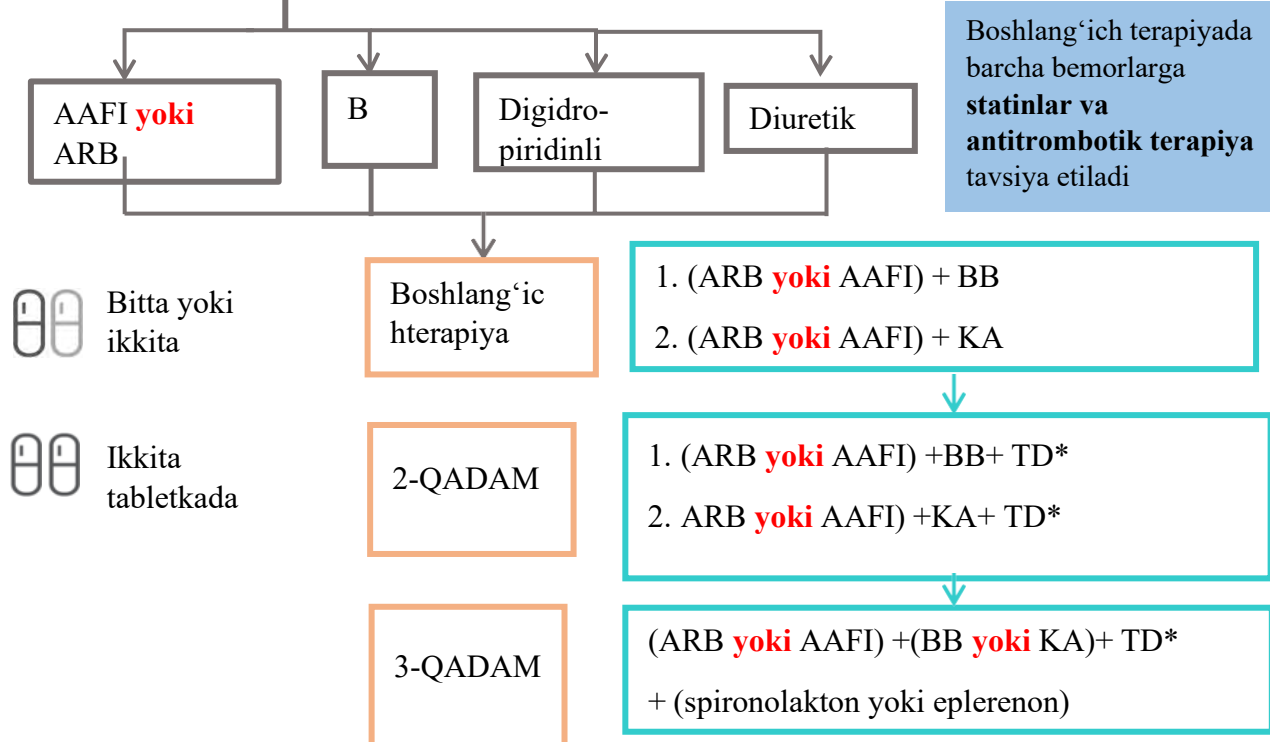 AAFI yoki
ARB
B
Digidro-
piridinli
Diuretik
Boshlang‘ich terapiyada
barcha bemorlarga
statinlar va
antitrombotik terapiya
tavsiya etiladi
Bitta yoki
ikkita
Boshlang‘ic
hterapiya
1. (ARB yoki AAFI) + BB
2. (ARB yoki AAFI) + KA
Ikkita
tabletkada
2-QADAM
1. (ARB yoki AAFI) +BB+ TD*
2. ARB yoki AAFI) +KA+ TD*
3-QADAM
(ARB yoki AAFI) +(BB yoki KA)+ TD*
+ (spironolakton yoki eplerenon)